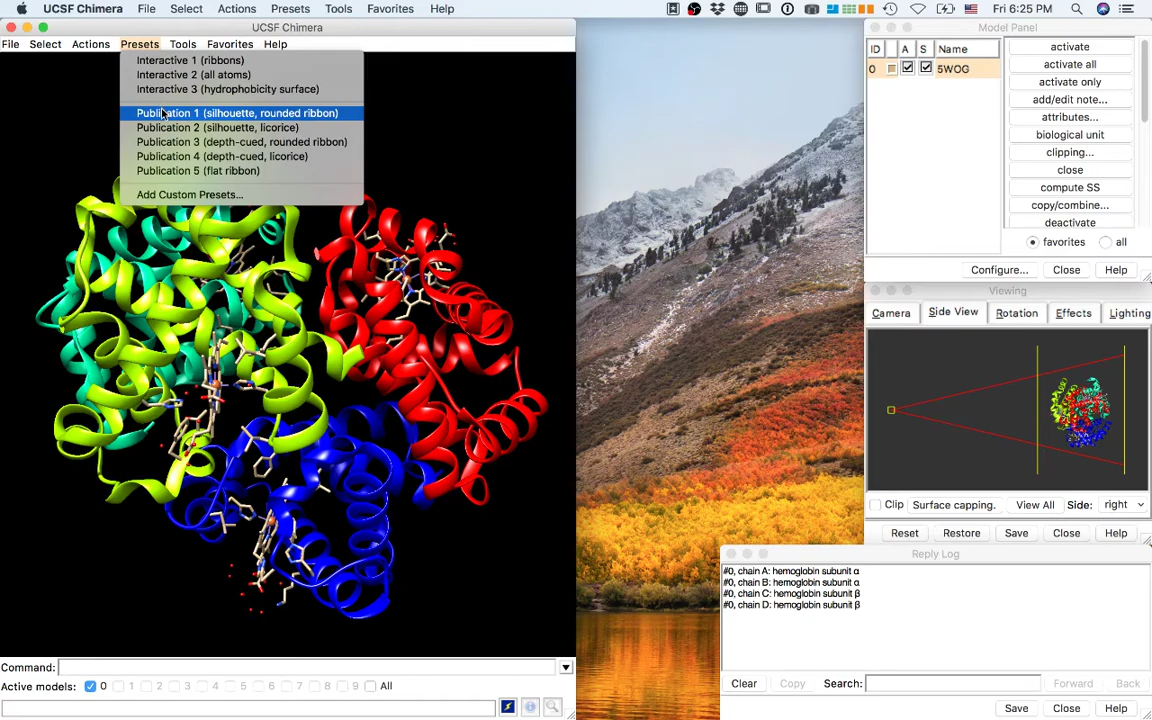 UCSF Chimera File Select Actions Presets Tools Favorites Help
Fri 6:25 PM
UCSF Chimera
File Select Actions Presets Tools Favorites Help
Interactive 1 (ribbons)
Interactive 2 (all atoms)
Interactive 3 (hydrophobicity surface)
Publication 1 (silhouette, rounded ribbon)
Publication 2 (silhouette, licorice)
Publication 3 (depth-cued, rounded ribbon)
Publication 4 (depth-cued, licorice)
Publication 5 (flat ribbon)
Add Custom Presets...
Command:
Active models: 0 1 2 3 4 5 6 7 8 9 All
Model Panel
ID A S Name
0 5WOG
activate
activate all
activate only
add/edit note...
attributes...
biological unit
clipping...
close
compute SS
copy/combine...
deactivate
favorites all
Configure... Close Help
Viewing
Camera Side View Rotation Effects Lighting
Clip Surface capping. View All Side: right
Reset Restore Save Close Help
Reply Log
#0, chain A: hemoglobin subunit α
#0, chain B: hemoglobin subunit α
#0, chain C: hemoglobin subunit β
#0, chain D: hemoglobin subunit β
Clear Copy Search: Forward Back
Save Close Help